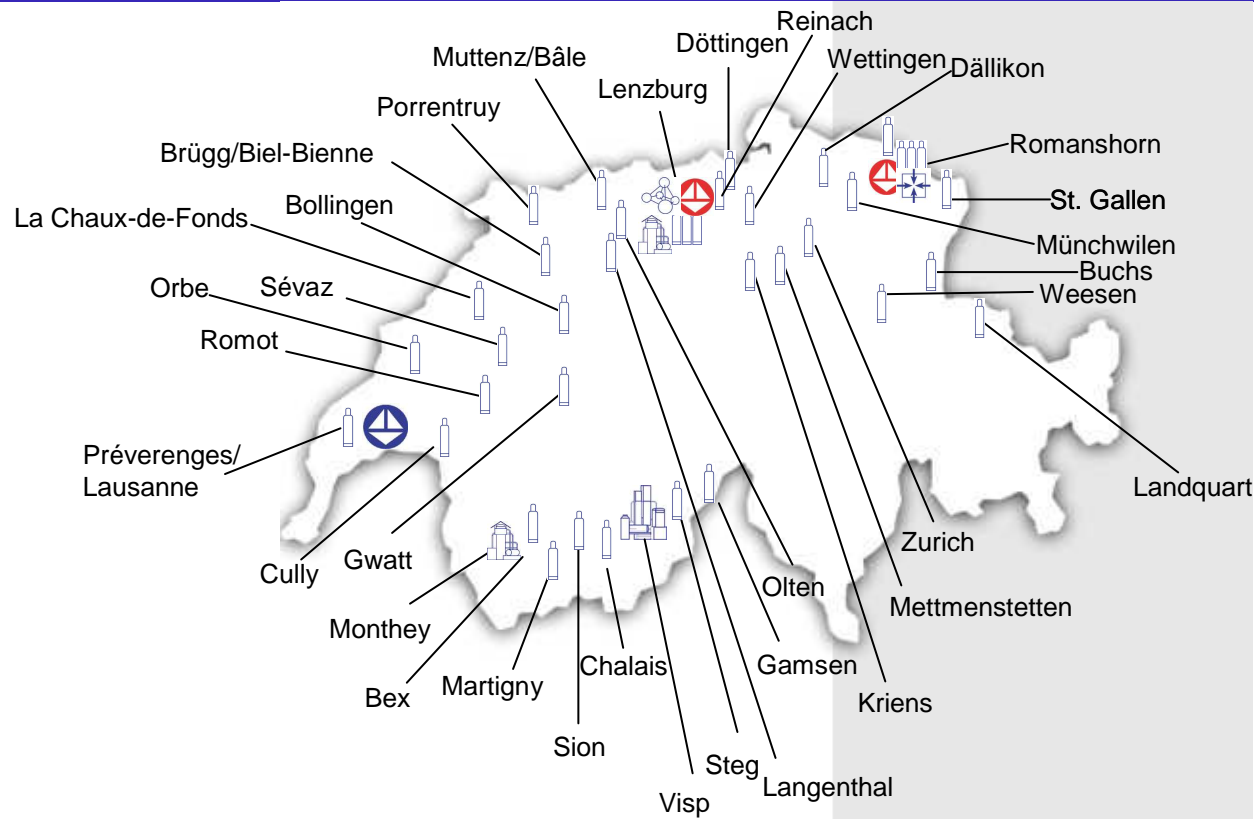 Reinach
Döttingen
Muttenz/Bâle
Wettingen
Dällikon
Lenzburg
Porrentruy
Romanshorn
Brügg/Biel-Bienne
Bollingen
St. Gallen
La Chaux-de-Fonds
Münchwilen
Buchs
Orbe
Sévaz
Weesen
Romot
Préverenges/
Lausanne
Landquart
Zurich
Gwatt
Cully
Olten
Mettmenstetten
Monthey
Chalais
Gamsen
Martigny
Bex
Kriens
Sion
Steg
Langenthal
Visp